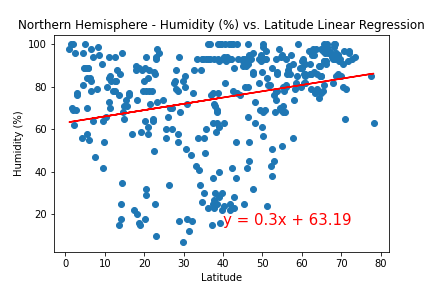 Northern Hemisphere - Humidity (%) vs. Latitude Linear Regression
100
80
60
40
20
Humidity (%)
y = 0.3x + 63.19
0 10 20 30 40 50 60 70 80
Latitude